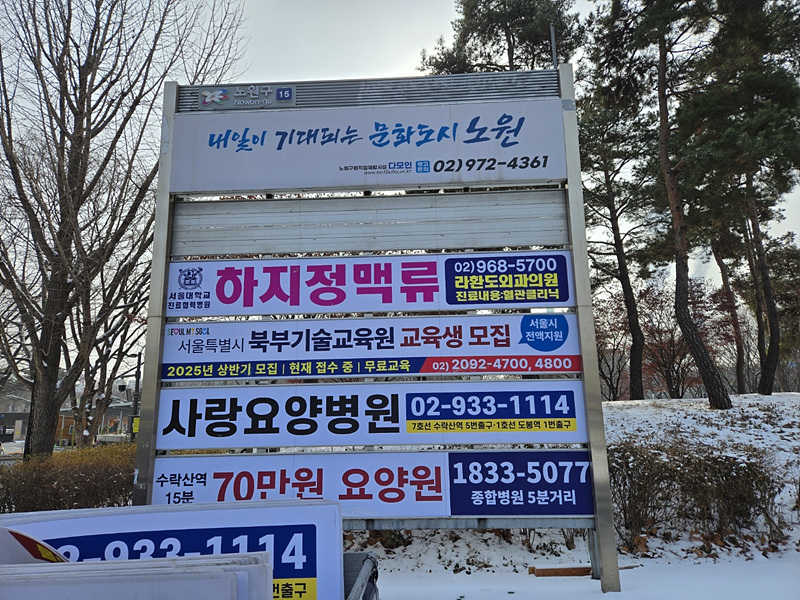 노원구 15
Nowon-gu
내일이 기대되는 문화도시 노원
다모인 02)972-4361
서울대학교
진료협력병원
하지정맥류
02)968-5700
라환도외과의원
진료내용:혈관클리닉
SEOUL MY SOUL
서울특별시 북부기술교육원 교육생 모집
서울시
전액지원
2025년 상반기 모집 | 현재 접수 중 | 무료교육
02) 2092-4700, 4800
사랑요양병원
02-933-1114
7호선 수락산역 5번출구·1호선 도봉역 1번출구
수락산역
15분
70만원 요양원
1833-5077
종합병원 5분거리
02-933-1114
번출구